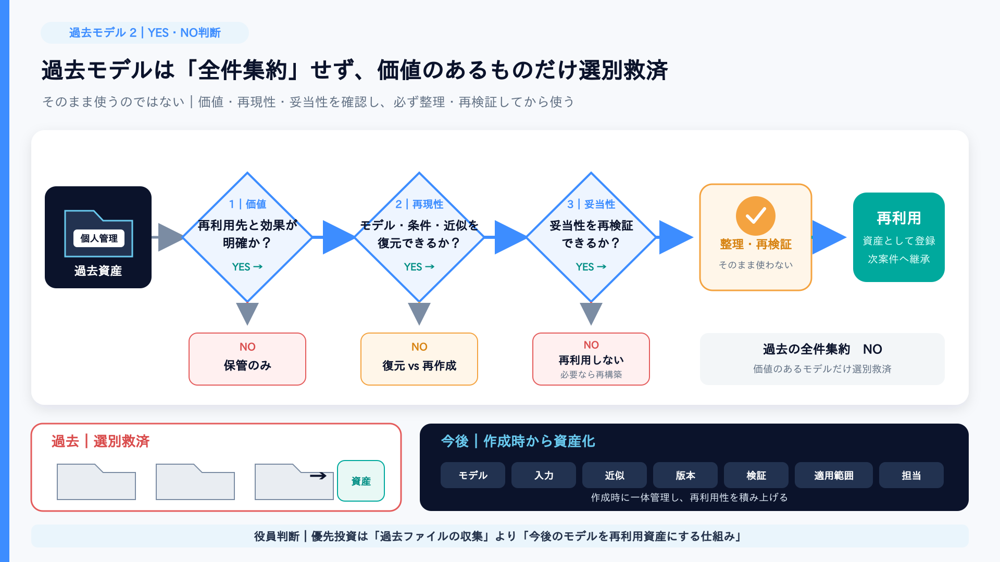 過去モデル 2｜YES・NO判断
過去モデルは「全件集約」せず、価値のあるものだけ選別救済
そのまま使うのではない｜価値・再現性・妥当性を確認し、必ず整理・再検証してから使う
個人管理
過去資産
1｜価値
再利用先と効果が
明確か？
YES →
2｜再現性
モデル・条件・近似を
復元できるか？
YES →
3｜妥当性
妥当性を再検証
できるか？
YES →
整理・再検証
そのまま使わない
再利用
資産として登録
次案件へ継承
NO
保管のみ
NO
復元 vs 再作成
NO
再利用しない
必要なら再構築
過去の全件集約　NO
価値のあるモデルだけ選別救済
過去｜選別救済
→
資産
今後｜作成時から資産化
モデル
入力
近似
版本
検証
適用範囲
担当
作成時に一体管理し、再利用性を積み上げる
役員判断｜優先投資は「過去ファイルの収集」より「今後のモデルを再利用資産にする仕組み」